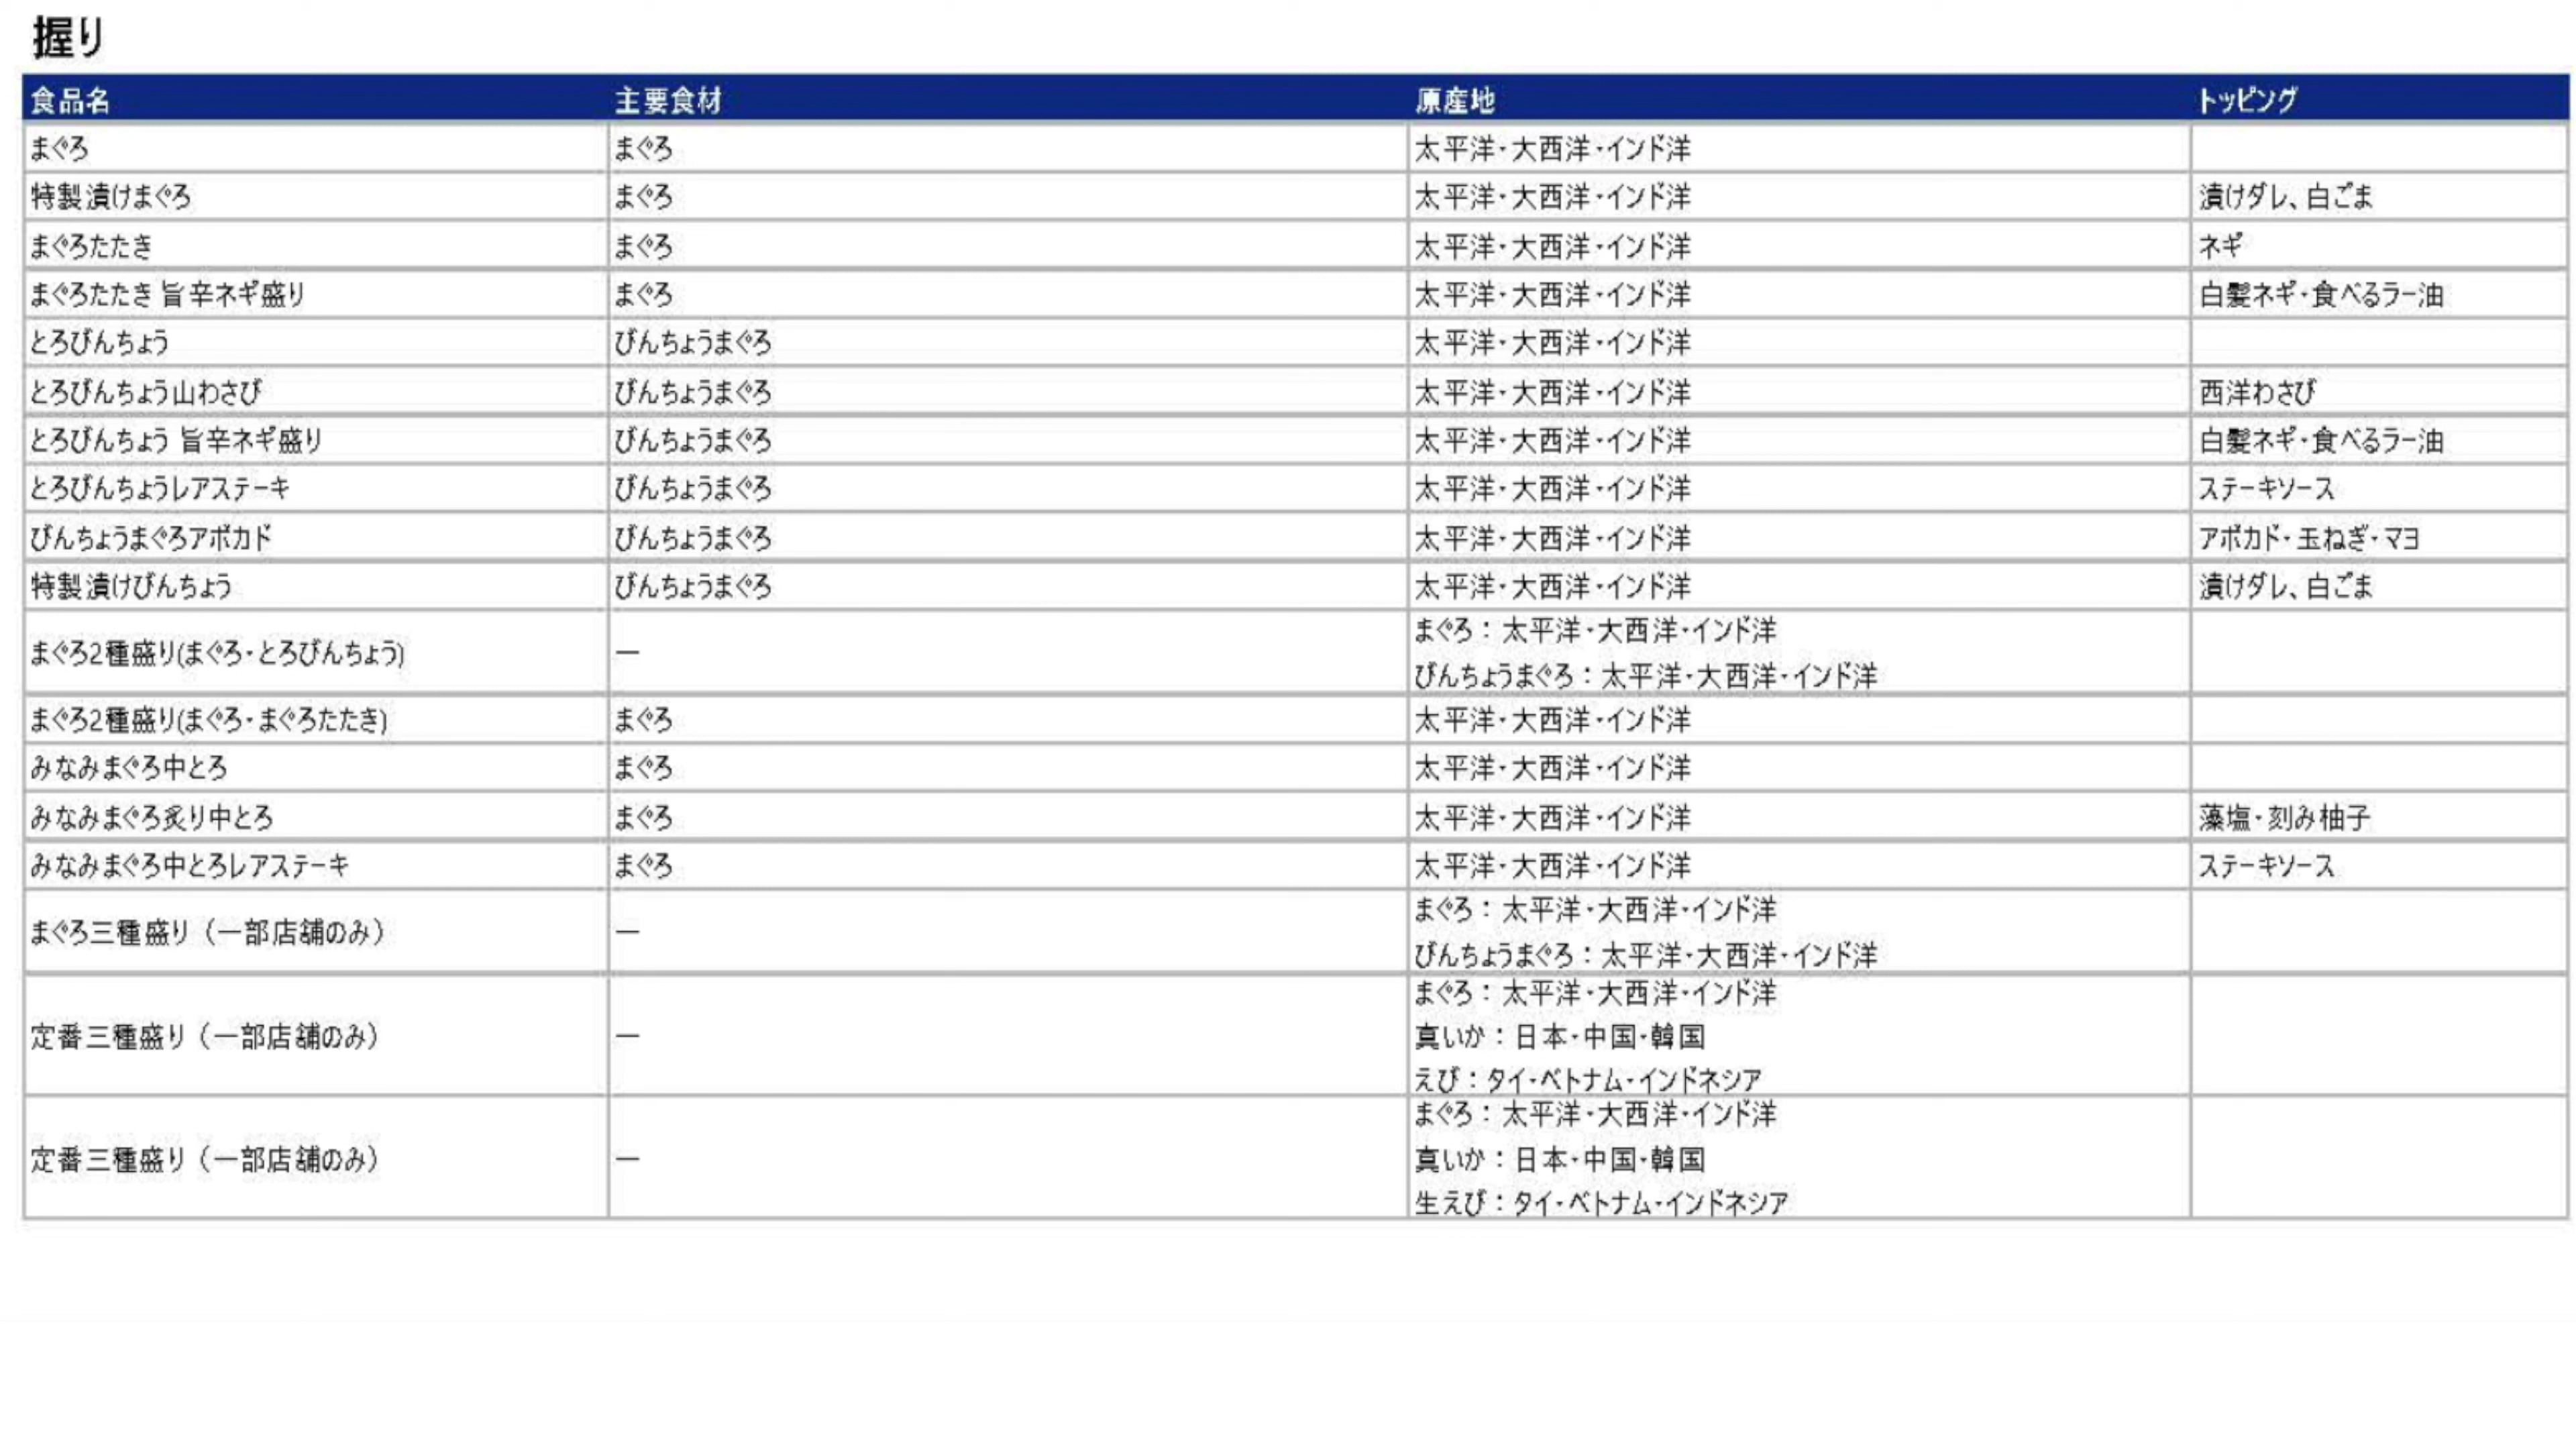 握り
食品名 主要食材 原産地 トッピング
まぐろ まぐろ 太平洋・大西洋・インド洋
特製漬けまぐろ まぐろ 太平洋・大西洋・インド洋 漬けダレ、白ごま
まぐろたたき まぐろ 太平洋・大西洋・インド洋 ネギ
まぐろたたき 旨辛ネギ盛り まぐろ 太平洋・大西洋・インド洋 白髪ネギ・食べるラー油
とろびんちょう びんちょうまぐろ 太平洋・大西洋・インド洋
とろびんちょう山わさび びんちょうまぐろ 太平洋・大西洋・インド洋 西洋わさび
とろびんちょう 旨辛ネギ盛り びんちょうまぐろ 太平洋・大西洋・インド洋 白髪ネギ・食べるラー油
とろびんちょうレアステーキ びんちょうまぐろ 太平洋・大西洋・インド洋 ステーキソース
びんちょうまぐろアボカド びんちょうまぐろ 太平洋・大西洋・インド洋 アボカド・玉ねぎ・マヨ
特製漬けびんちょう びんちょうまぐろ 太平洋・大西洋・インド洋 漬けダレ、白ごま
まぐろ2種盛り(まぐろ・とろびんちょう) ― まぐろ：太平洋・大西洋・インド洋
びんちょうまぐろ：太平洋・大西洋・インド洋
まぐろ2種盛り(まぐろ・まぐろたたき) まぐろ 太平洋・大西洋・インド洋
みなみまぐろ中とろ まぐろ 太平洋・大西洋・インド洋
みなみまぐろ炙り中とろ まぐろ 太平洋・大西洋・インド洋 藻塩・刻み柚子
みなみまぐろ中とろレアステーキ まぐろ 太平洋・大西洋・インド洋 ステーキソース
まぐろ三種盛り（一部店舗のみ） ― まぐろ：太平洋・大西洋・インド洋
びんちょうまぐろ：太平洋・大西洋・インド洋
定番三種盛り（一部店舗のみ） ― まぐろ：太平洋・大西洋・インド洋
真いか：日本・中国・韓国
えび：タイ・ベトナム・インドネシア
定番三種盛り（一部店舗のみ） ― まぐろ：太平洋・大西洋・インド洋
真いか：日本・中国・韓国
生えび：タイ・ベトナム・インドネシア